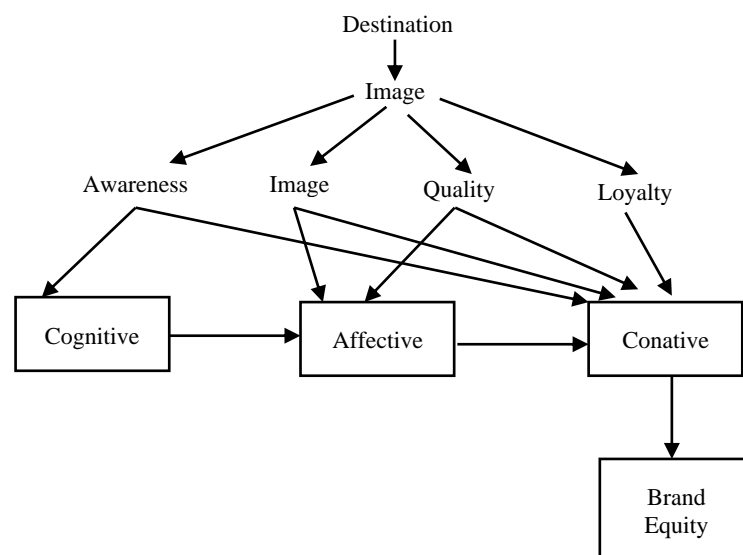 Destination
Image
Awareness
Image
Quality
Loyalty
Cognitive
Affective
Conative
Brand
Equity